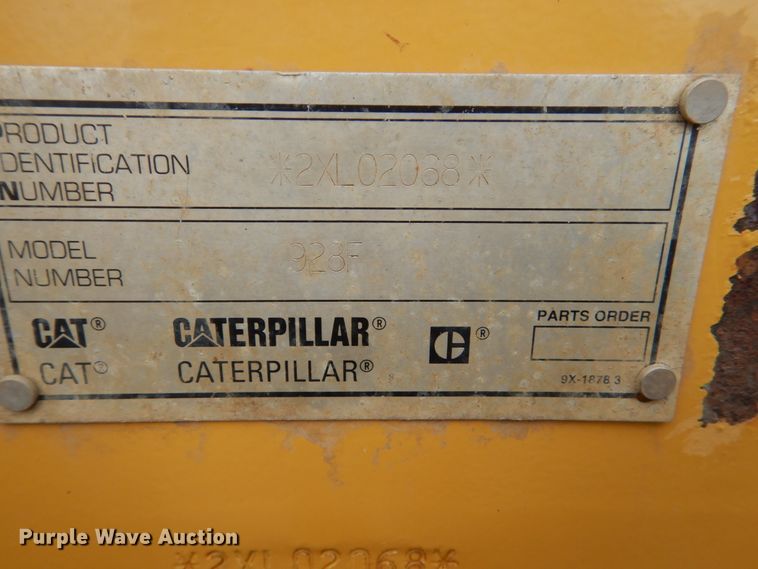 PRODUCT
IDENTIFICATION
NUMBER
*2XL02068*
MODEL
NUMBER
928F
CAT®
CATERPILLAR®
®
PARTS ORDER
CAT®
CATERPILLAR®
9X-1878 3
Purple Wave Auction
*2XL02068*